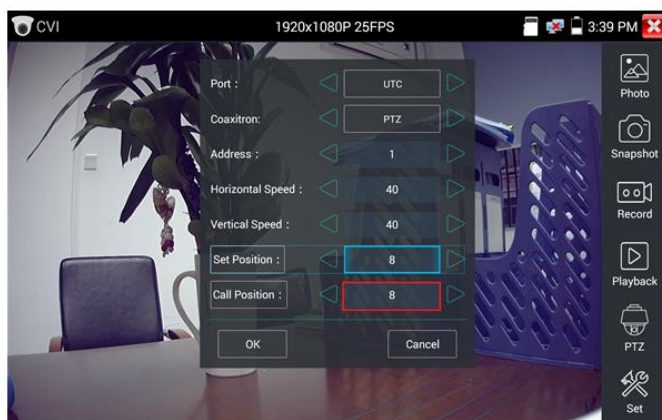 CVI 1920x1080P 25FPS 3:39 PM
Port : UTC
Coaxitron: PTZ
Address : 1
Horizontal Speed : 40
Vertical Speed : 40
Set Position : 8
Call Position : 8
OK Cancel
Photo
Snapshot
Record
Playback
PTZ
Set